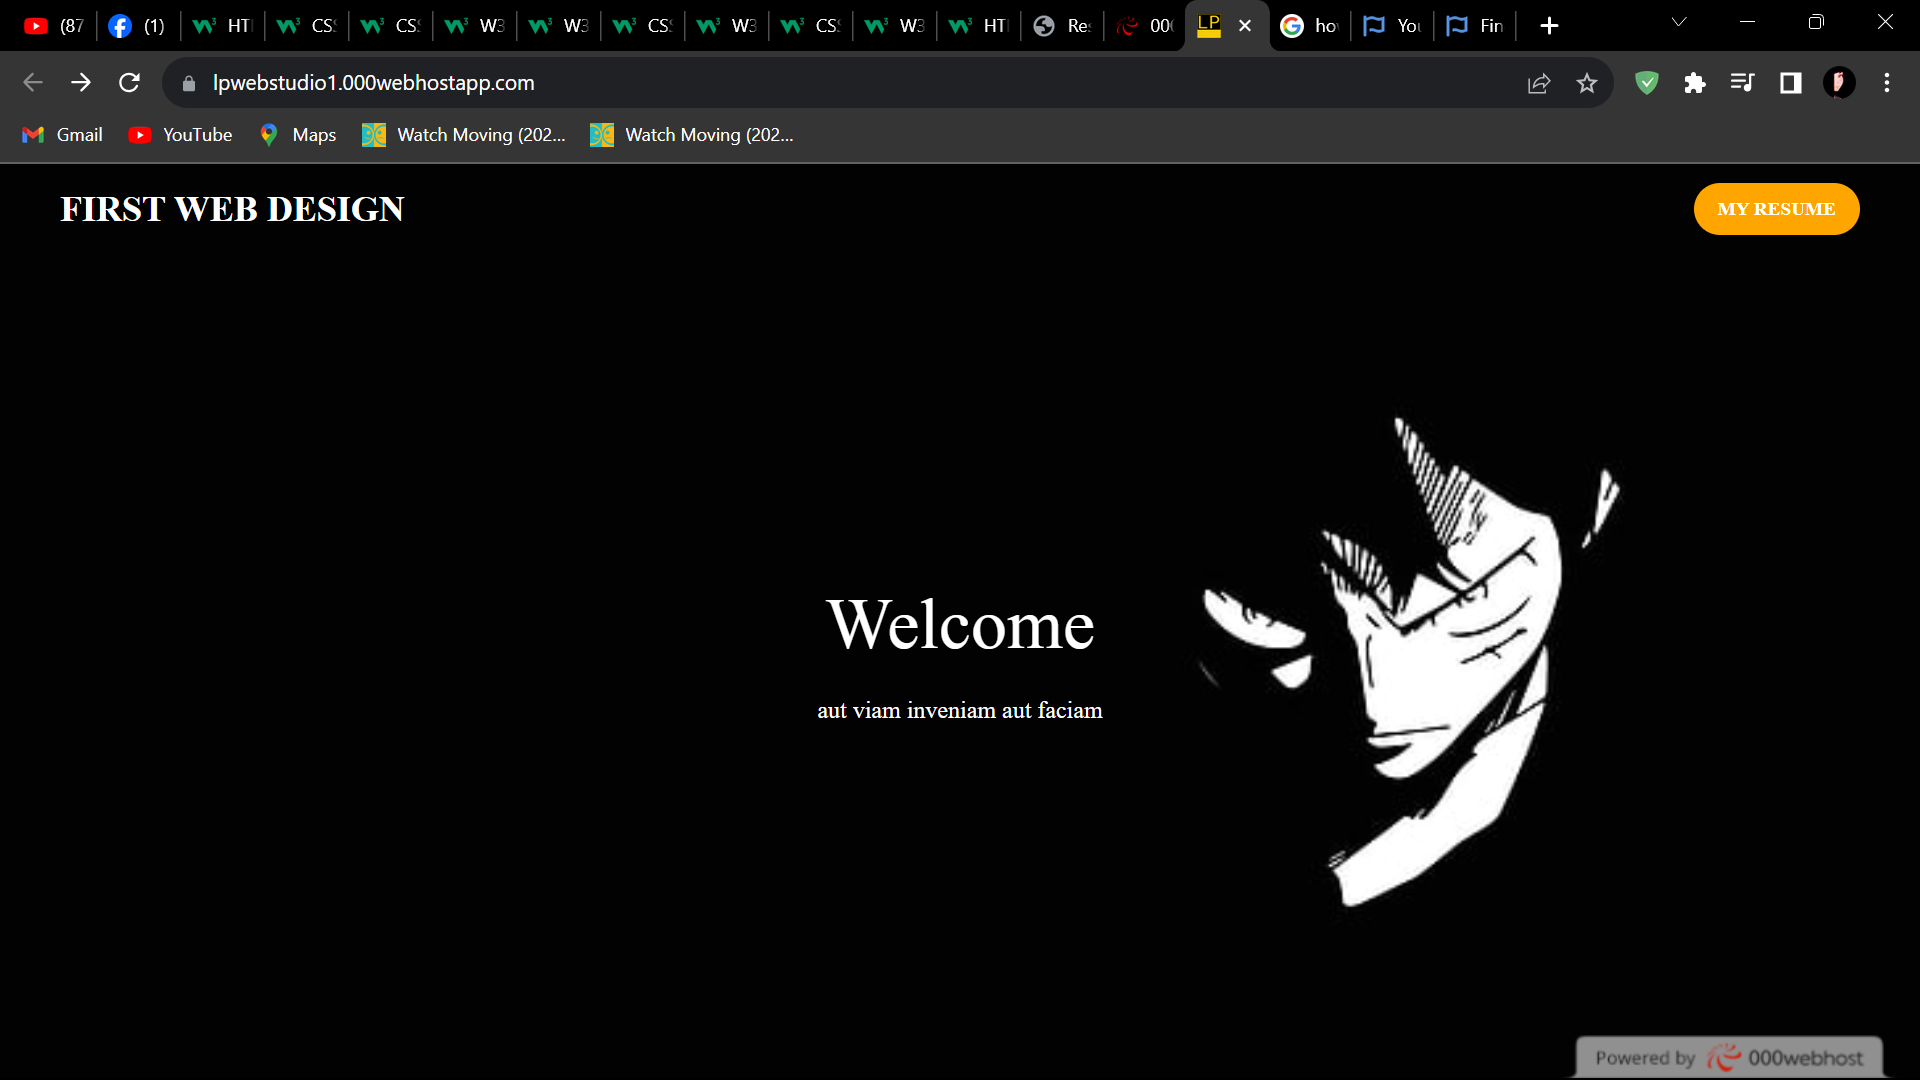 (87
(1)
HT
CS
CS
W3
W3
CS
W3
CS
W3
HT
Re
00
LP
ho
You
Fin
lpwebstudio1.000webhostapp.com
Gmail
YouTube
Maps
Watch Moving (202...
Watch Moving (202...
FIRST WEB DESIGN
MY RESUME
Welcome
aut viam inveniam aut faciam
Powered by 000webhost